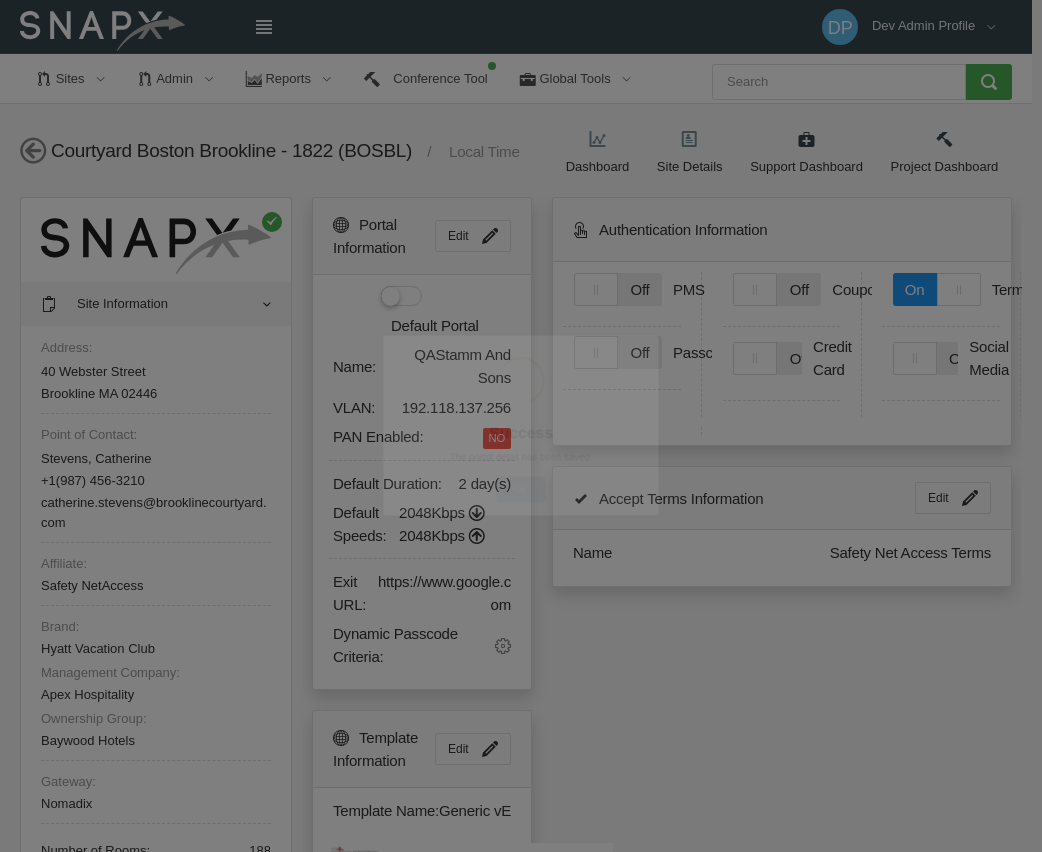 SNAPX
DP
Dev Admin Profile
Sites
Admin
Reports
Conference Tool
Global Tools
Search
Courtyard Boston Brookline - 1822 (BOSBL)
/
Local Time
Dashboard
Site Details
Support Dashboard
Project Dashboard
SNAPX
Site Information
Address:
40 Webster Street
Brookline MA 02446
Point of Contact:
Stevens, Catherine
+1(987) 456-3210
catherine.stevens@brooklinecourtyard.
com
Affiliate:
Safety NetAccess
Brand:
Hyatt Vacation Club
Management Company:
Apex Hospitality
Ownership Group:
Baywood Hotels
Gateway:
Nomadix
Number of Rooms: 188
Portal
Information
Edit
Default Portal
Name: QAStamm And
Sons
VLAN: 192.118.137.256
PAN Enabled: NO
Default Duration: 2 day(s)
Default 2048Kbps
Speeds: 2048Kbps
Exit https://www.google.c
URL: om
Dynamic Passcode
Criteria:
Template
Information
Edit
Template Name:Generic vE
Authentication Information
Off PMS
Off Coupc
On Term
Off Passc
O Credit
Card
C Social
Media
Success
Accept Terms Information
Edit
Name Safety Net Access Terms